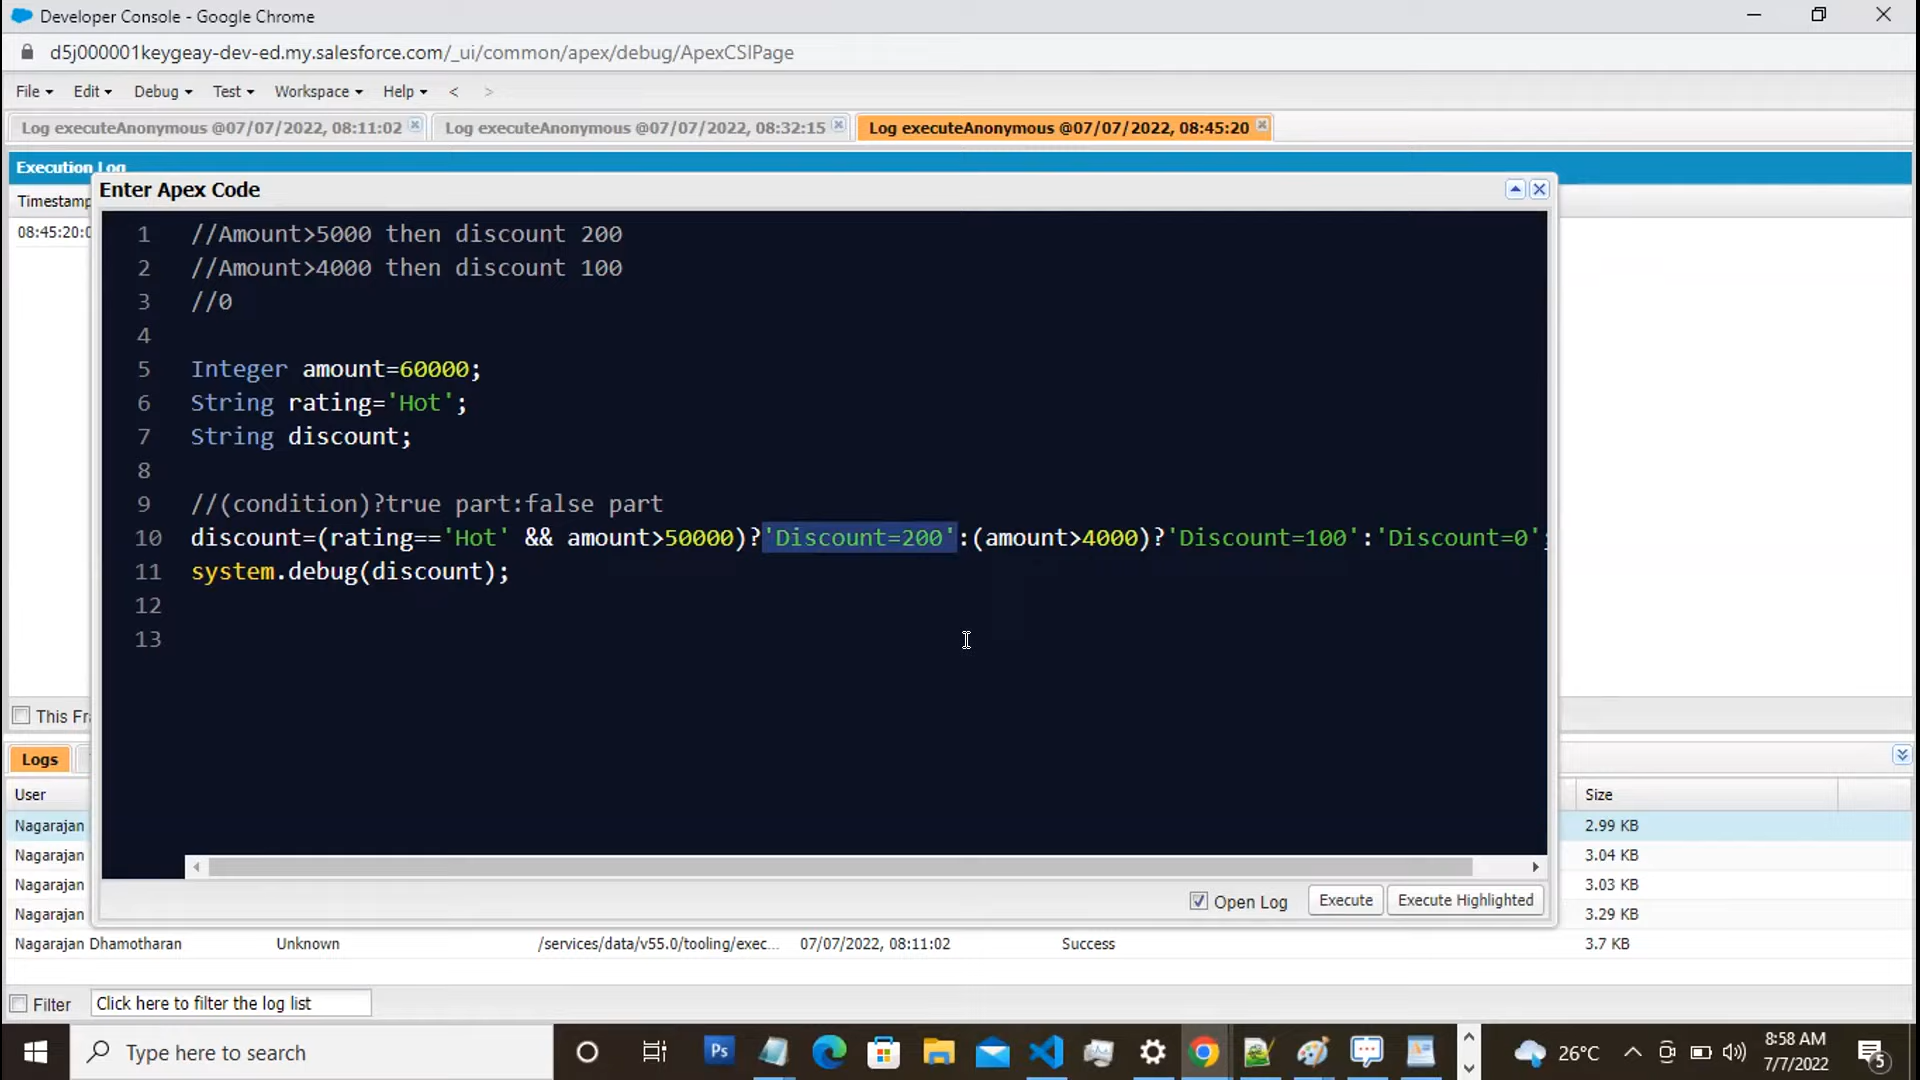 Developer Console - Google Chrome
d5j000001keygeay-dev-ed.my.salesforce.com/_ui/common/apex/debug/ApexCSIPage
File Edit Debug Test Workspace Help < >
Log executeAnonymous @07/07/2022, 08:11:02 Log executeAnonymous @07/07/2022, 08:32:15 Log executeAnonymous @07/07/2022, 08:45:20
Execution Log
Timestamp
08:45:20:0
Enter Apex Code
1 //Amount>5000 then discount 200
2 //Amount>4000 then discount 100
3 //0
4
5 Integer amount=60000;
6 String rating='Hot';
7 String discount;
8
9 //(condition)?true part:false part
10 discount=(rating=='Hot' && amount>50000)?'Discount=200':(amount>4000)?'Discount=100':'Discount=0';
11 system.debug(discount);
12
13
This Fr
Open Log Execute Execute Highlighted
Logs
User Size
Nagarajan 2.99 KB
Nagarajan 3.04 KB
Nagarajan 3.03 KB
Nagarajan 3.29 KB
Nagarajan Dhamotharan Unknown /services/data/v55.0/tooling/exec... 07/07/2022, 08:11:02 Success 3.7 KB
Filter Click here to filter the log list
Type here to search
Ps
26°C
8:58 AM
7/7/2022
5